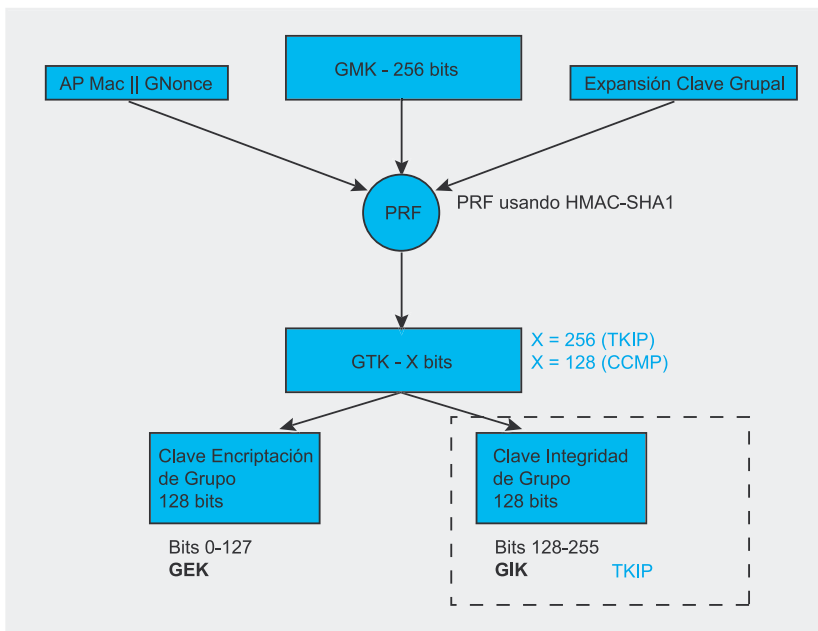 AP Mac || GNonce
GMK - 256 bits
Expansión Clave Grupal
PRF
PRF usando HMAC-SHA1
GTK - X bits
X = 256 (TKIP)
X = 128 (CCMP)
Clave Encriptación
de Grupo
128 bits
Bits 0-127
GEK
Clave Integridad
de Grupo
128 bits
Bits 128-255
GIK
TKIP